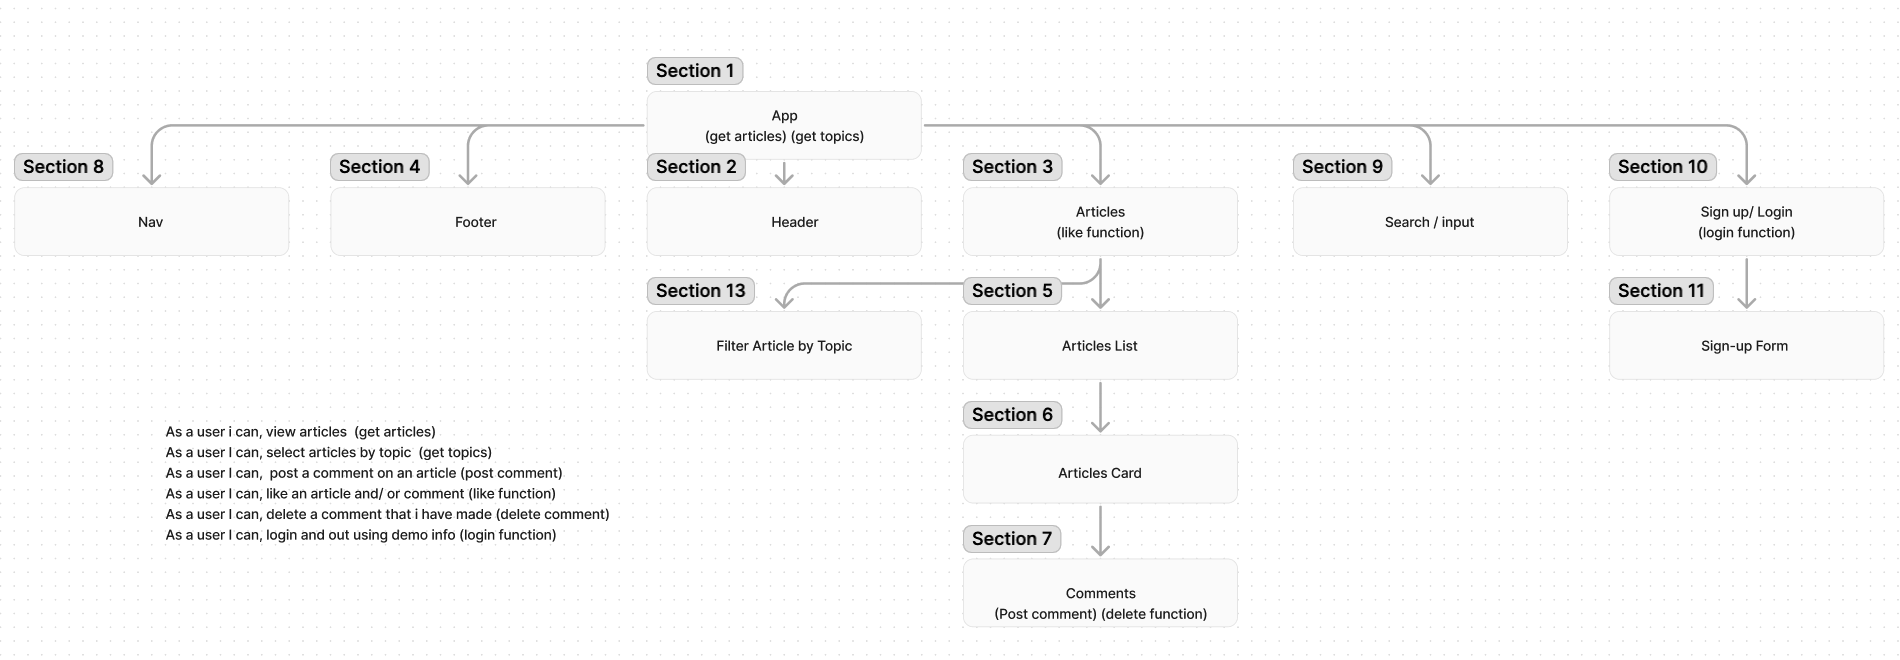 Section 1
App
(get articles) (get topics)
Section 8
Nav
Section 4
Footer
Section 2
Header
Section 3
Articles
(like function)
Section 9
Search / input
Section 10
Sign up/ Login
(login function)
Section 13
Filter Article by Topic
Section 5
Articles List
Section 11
Sign-up Form
Section 6
Articles Card
Section 7
Comments
(Post comment) (delete function)
As a user i can, view articles  (get articles)
As a user I can, select articles by topic  (get topics)
As a user I can,  post a comment on an article (post comment)
As a user I can, like an article and/ or comment (like function)
As a user I can, delete a comment that i have made (delete comment)
As a user I can, login and out using demo info (login function)